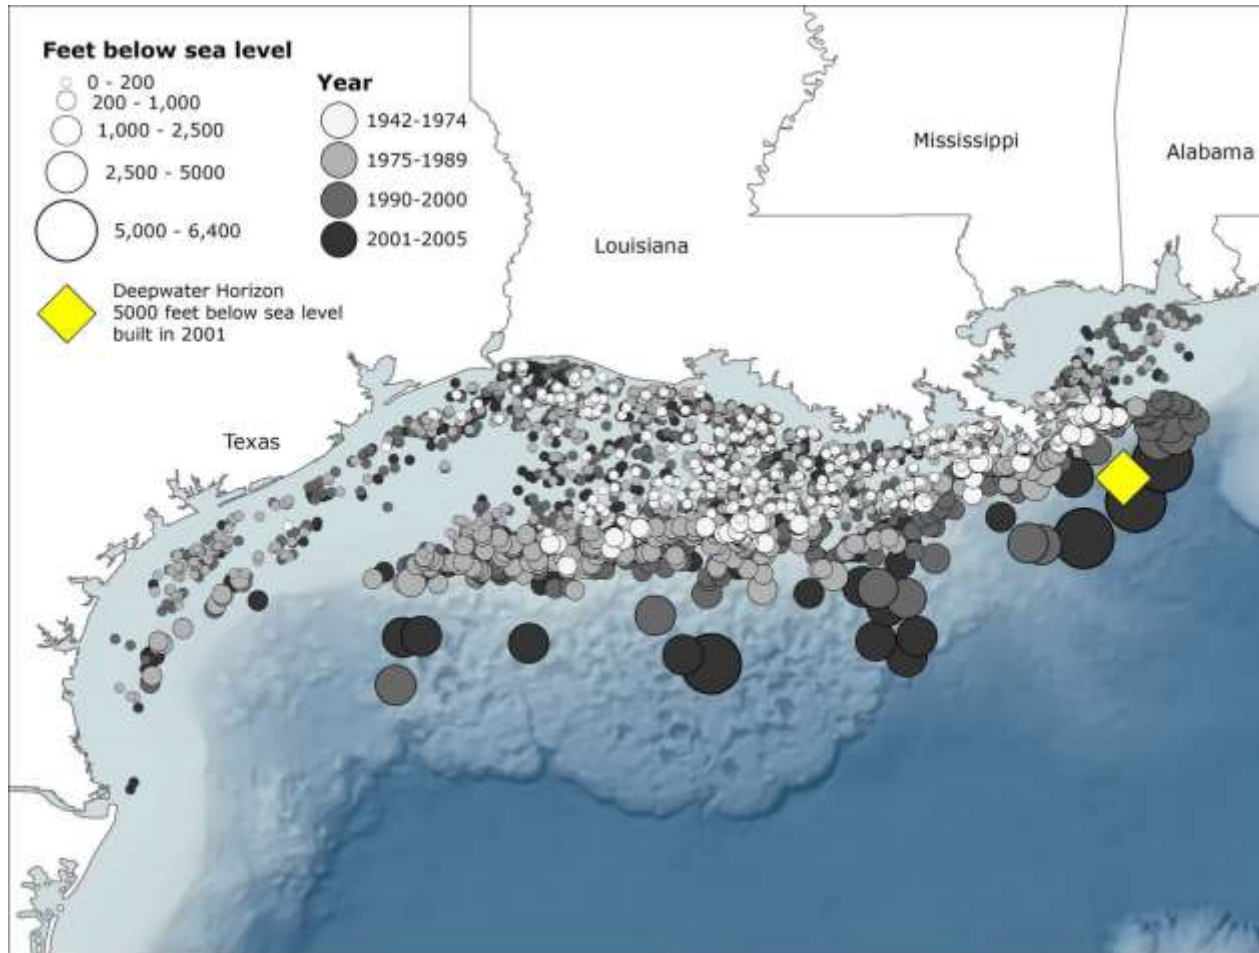 Feet below sea level
0 - 200
200 - 1,000
1,000 - 2,500
2,500 - 5000
5,000 - 6,400
Year
1942-1974
1975-1989
1990-2000
2001-2005
Deepwater Horizon
5000 feet below sea level
built in 2001
Mississippi
Alabama
Louisiana
Texas